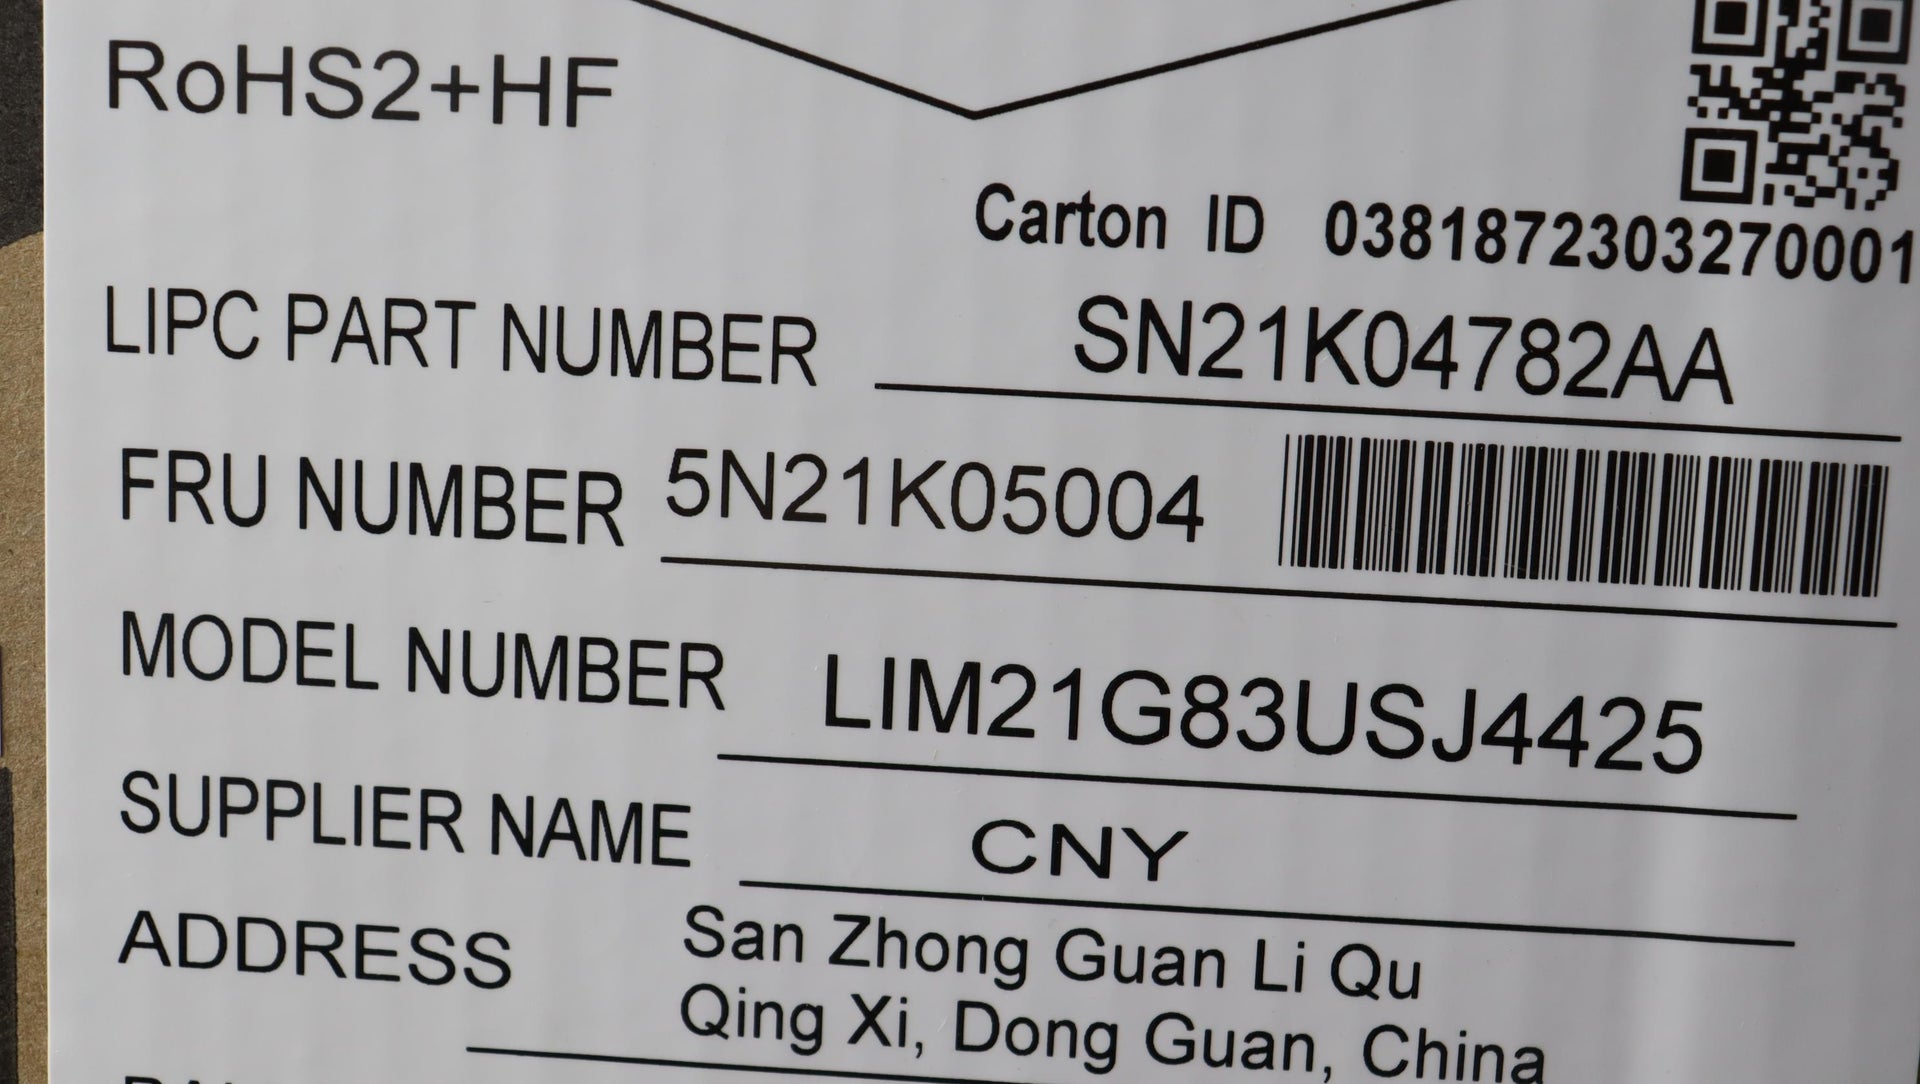 RoHS2+HF
Carton ID 0381872303270001
LIPC PART NUMBER SN21K04782AA
FRU NUMBER 5N21K05004
MODEL NUMBER LIM21G83USJ4425
SUPPLIER NAME CNY
ADDRESS San Zhong Guan Li Qu
Qing Xi, Dong Guan, China